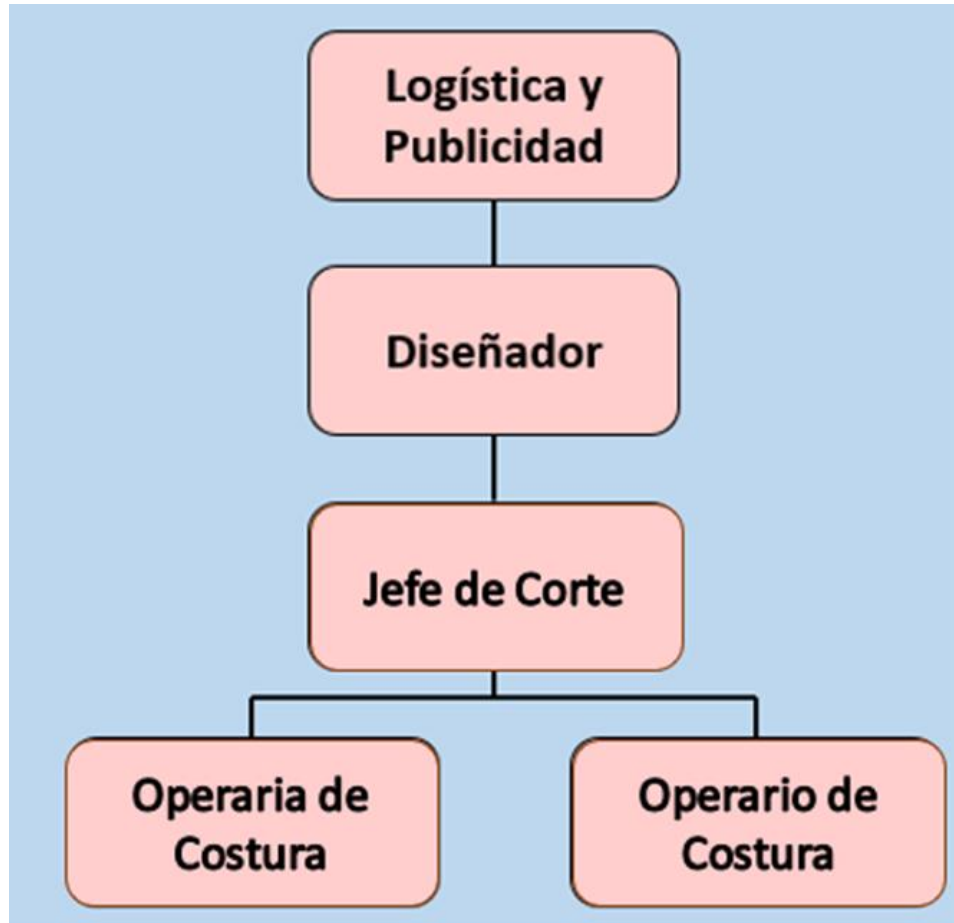 Logística y
Publicidad
Diseñador
Jefe de Corte
Operaria de
Costura
Operario de
Costura